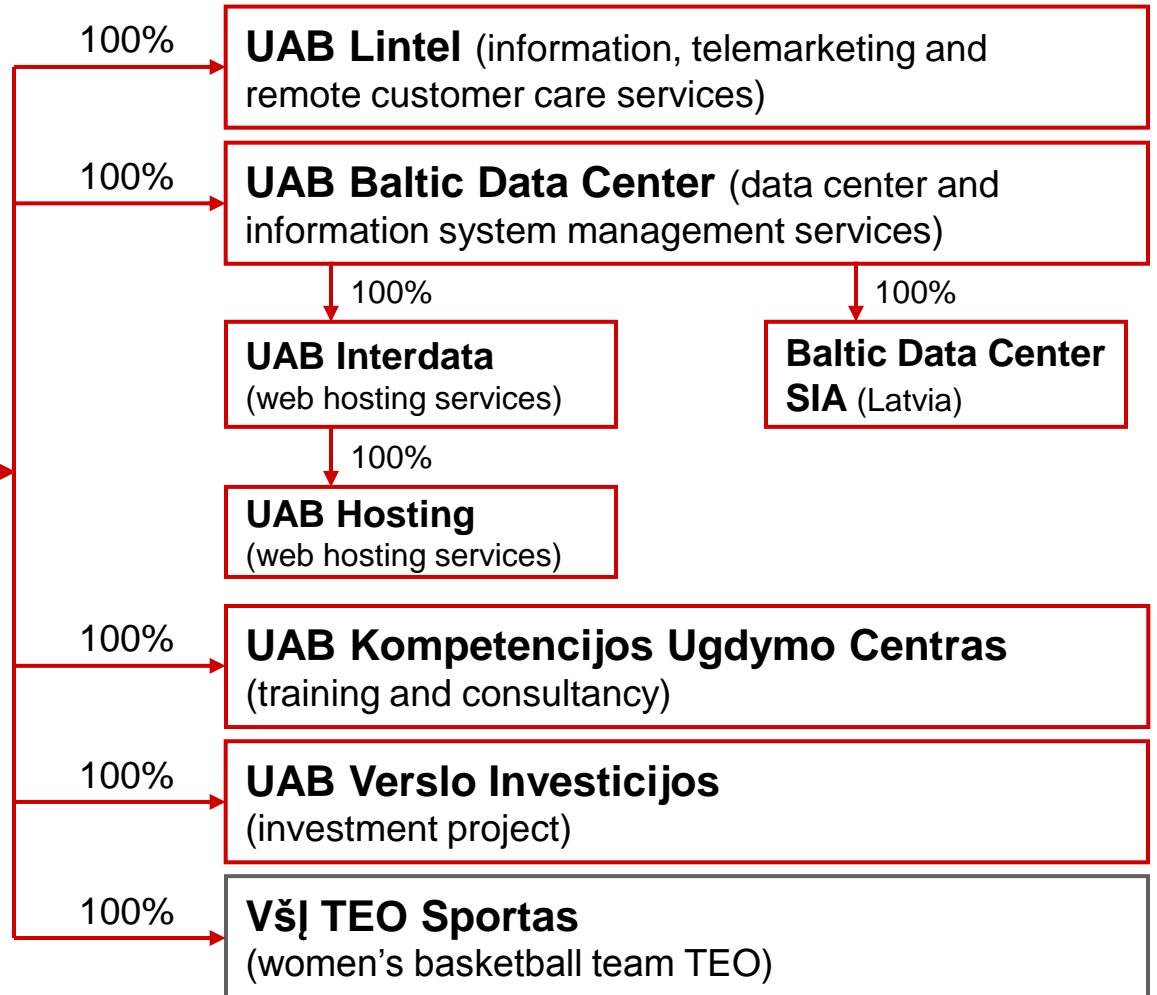 100%
UAB Lintel (information, telemarketing and
remote customer care services)
100%
UAB Baltic Data Center (data center and
information system management services)
100%
100%
UAB Interdata
(web hosting services)
Baltic Data Center
SIA (Latvia)
100%
UAB Hosting
(web hosting services)
100%
UAB Kompetencijos Ugdymo Centras
(training and consultancy)
100%
UAB Verslo Investicijos
(investment project)
100%
VšĮ TEO Sportas
(women’s basketball team TEO)